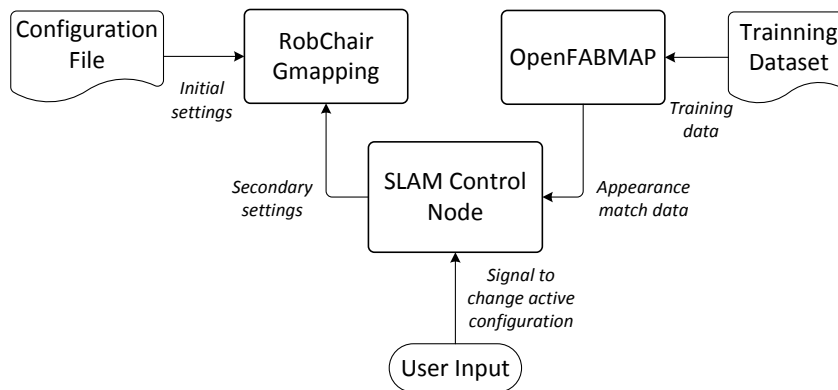 Configuration
File
RobChair
Gmapping
OpenFABMAP
Trainning
Dataset
Initial
settings
Training
data
Secondary
settings
SLAM Control
Node
Appearance
match data
Signal to
change active
configuration
User Input